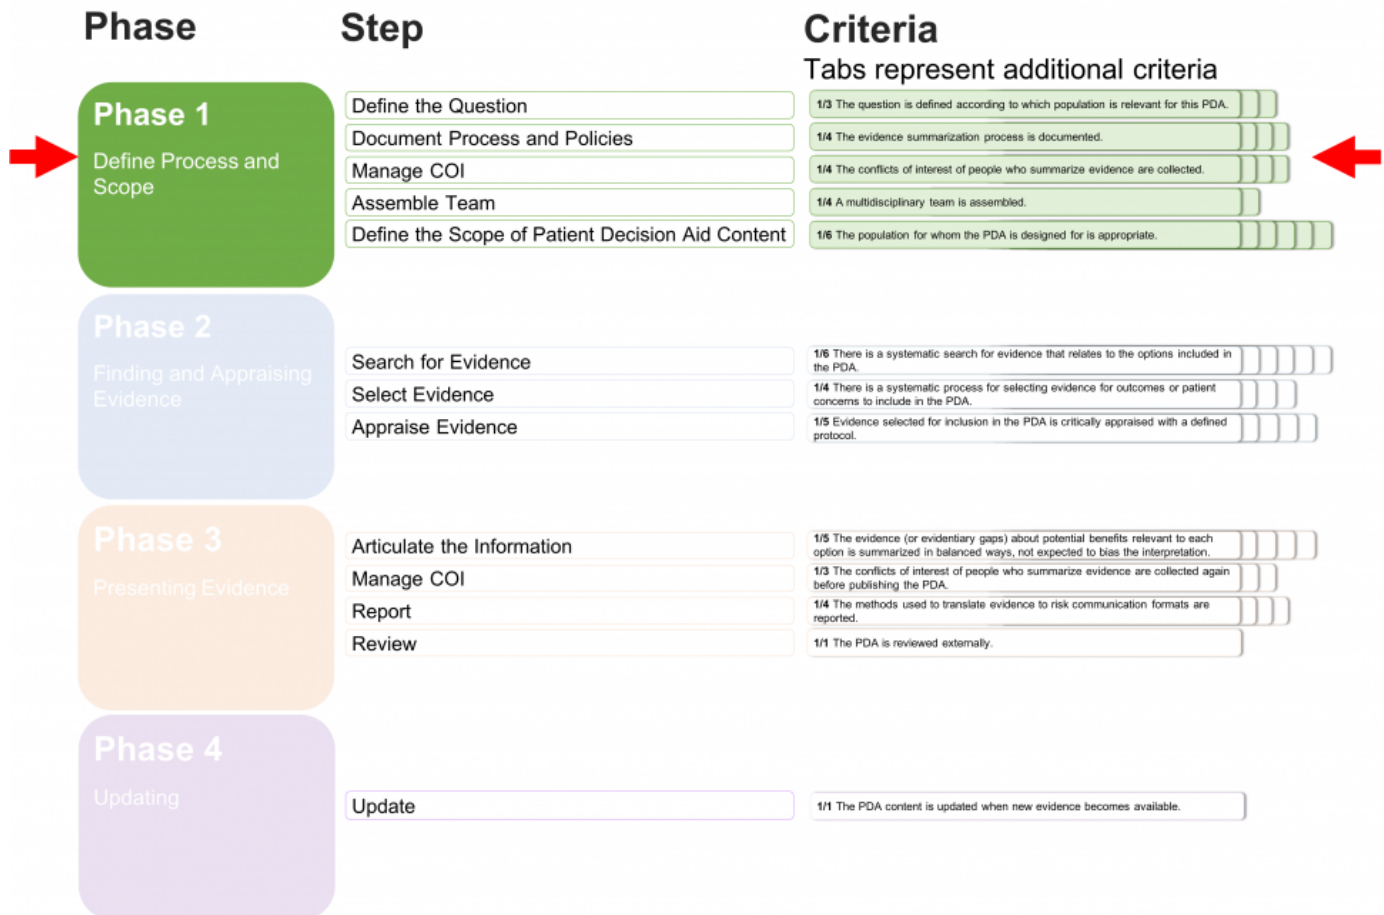 Phase Step Criteria
Tabs represent additional criteria
Phase 1
Define Process and
Scope
Define the Question
1/3 The question is defined according to which population is relevant for this PDA.
Document Process and Policies
1/4 The evidence summarization process is documented.
Manage COI
1/4 The conflicts of interest of people who summarize evidence are collected.
Assemble Team
1/4 A multidisciplinary team is assembled.
Define the Scope of Patient Decision Aid Content
1/6 The population for whom the PDA is designed for is appropriate.
Phase 2
Finding and Appraising
Evidence
Search for Evidence
1/6 There is a systematic search for evidence that relates to the options included in
the PDA.
Select Evidence
1/4 There is a systematic process for selecting evidence for outcomes or patient
concerns to include in the PDA.
Appraise Evidence
1/5 Evidence selected for inclusion in the PDA is critically appraised with a defined
protocol.
Phase 3
Presenting Evidence
Articulate the Information
1/5 The evidence (or evidentiary gaps) about potential benefits relevant to each
option is summarized in balanced ways, not expected to bias the interpretation.
Manage COI
1/3 The conflicts of interest of people who summarize evidence are collected again
before publishing the PDA.
Report
1/4 The methods used to translate evidence to risk communication formats are
reported.
Review
1/1 The PDA is reviewed externally.
Phase 4
Updating
Update
1/1 The PDA content is updated when new evidence becomes available.